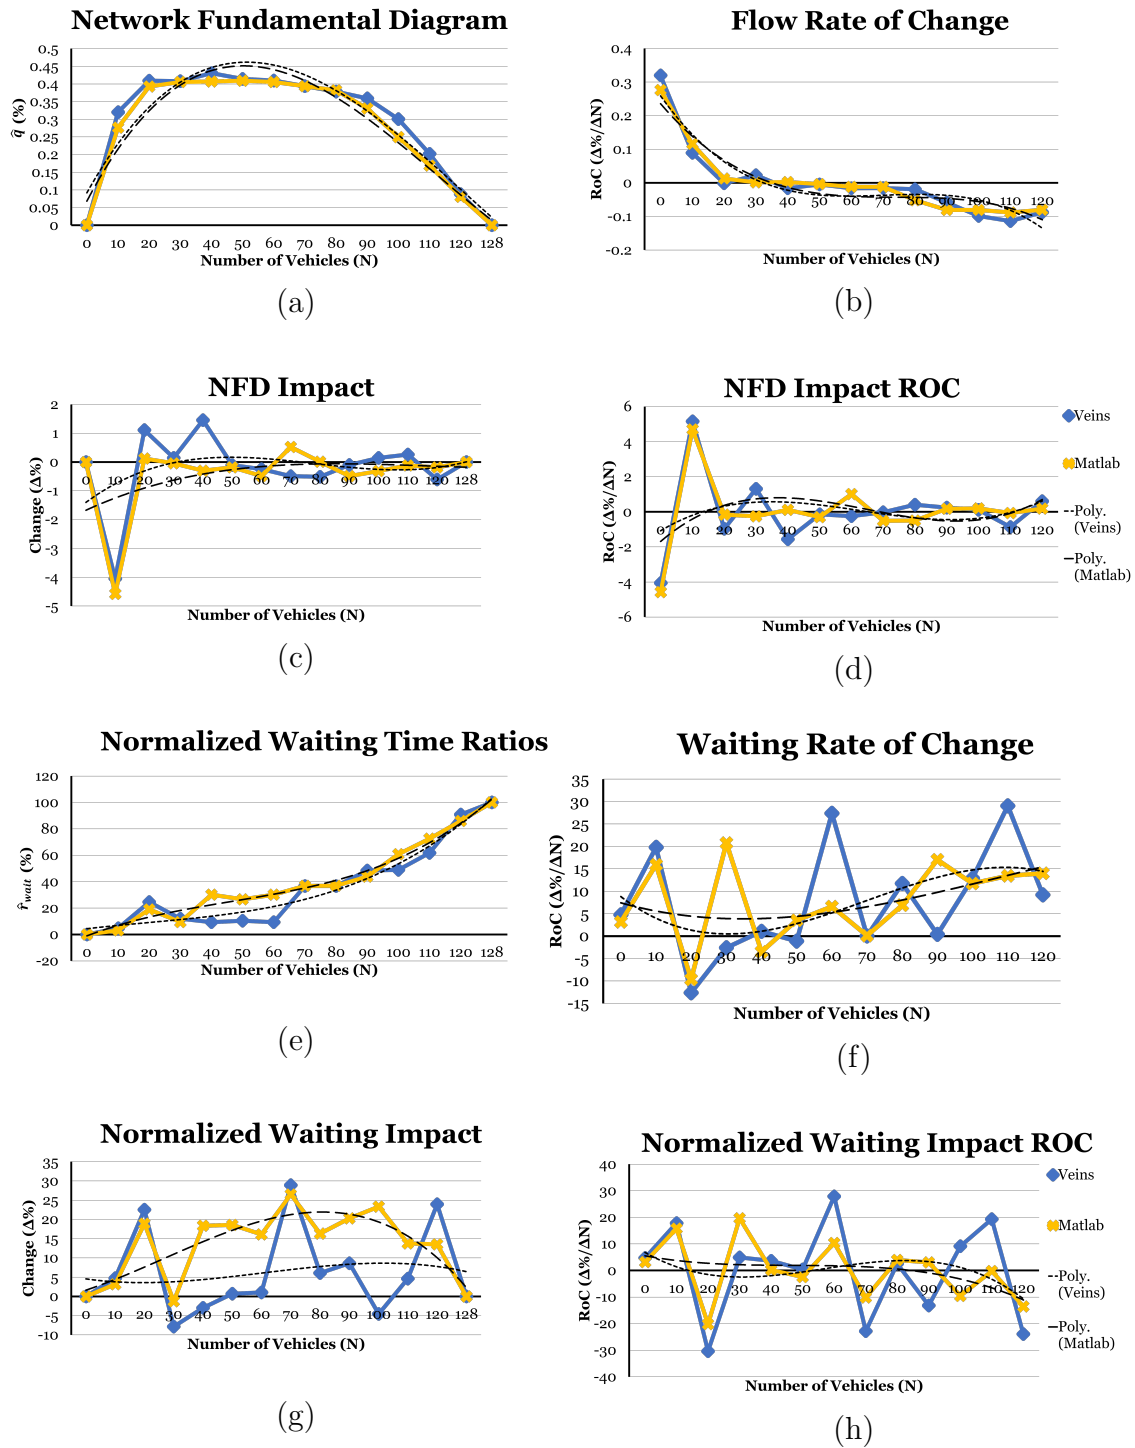 Network Fundamental Diagram
0.5
0.45
0.4
0.35
0.3
0.25
0.2
0.15
0.1
0.05
0
q̂ (%)
0 10 20 30 40 50 60 70 80 90 100 110 120 128
Number of Vehicles (N)
(a)
Flow Rate of Change
0.4
0.3
0.2
0.1
0
-0.1
-0.2
RoC (Δ%/ΔN)
0 10 20 30 40 50 60 70 80 90 100 110 120
Number of Vehicles (N)
(b)
NFD Impact
2
1
0
-1
-2
-3
-4
-5
Change (Δ%)
0 10 20 30 40 50 60 70 80 90 100 110 120 128
Number of Vehicles (N)
(c)
NFD Impact ROC
6
4
2
0
-2
-4
-6
RoC (Δ%/ΔN)
0 10 20 30 40 50 60 70 80 90 100 110 120
Number of Vehicles (N)
Veins
Matlab
Poly.
(Veins)
Poly.
(Matlab)
(d)
Normalized Waiting Time Ratios
120
100
80
60
40
20
0
-20
r̂wait (%)
0 10 20 30 40 50 60 70 80 90 100 110 120 128
Number of Vehicles (N)
(e)
Waiting Rate of Change
35
30
25
20
15
10
5
0
-5
-10
-15
RoC (Δ%/ΔN)
0 10 20 30 40 50 60 70 80 90 100 110 120
Number of Vehicles (N)
(f)
Normalized Waiting Impact
35
30
25
20
15
10
5
0
-5
-10
Change (Δ%)
0 10 20 30 40 50 60 70 80 90 100 110 120 128
Number of Vehicles (N)
(g)
Normalized Waiting Impact ROC
40
30
20
10
0
-10
-20
-30
-40
RoC (Δ%/ΔN)
0 10 20 30 40 50 60 70 80 90 100 110 120
Number of Vehicles (N)
Veins
Matlab
Poly.
(Veins)
Poly.
(Matlab)
(h)